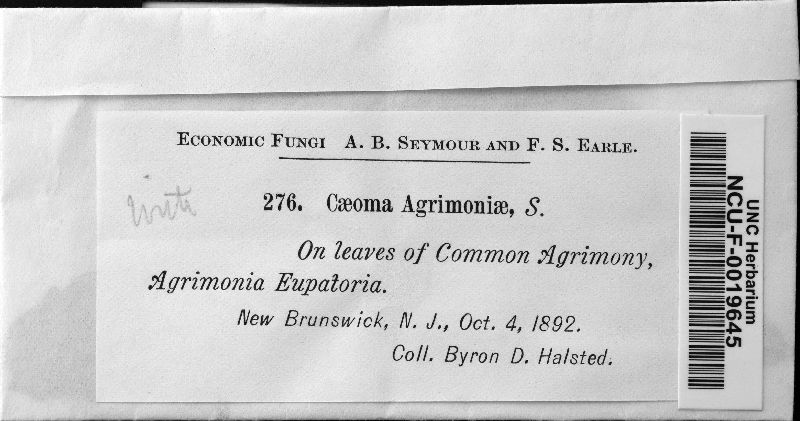 ECONOMIC FUNGI A. B. SEYMOUR AND F. S. EARLE.
276. Cæoma Agrimoniæ, S.
On leaves of Common Agrimony,
Agrimonia Eupatoria.
New Brunswick, N. J., Oct. 4, 1892.
Coll. Byron D. Halsted.
UNC Herbarium
NCU-F-0019645